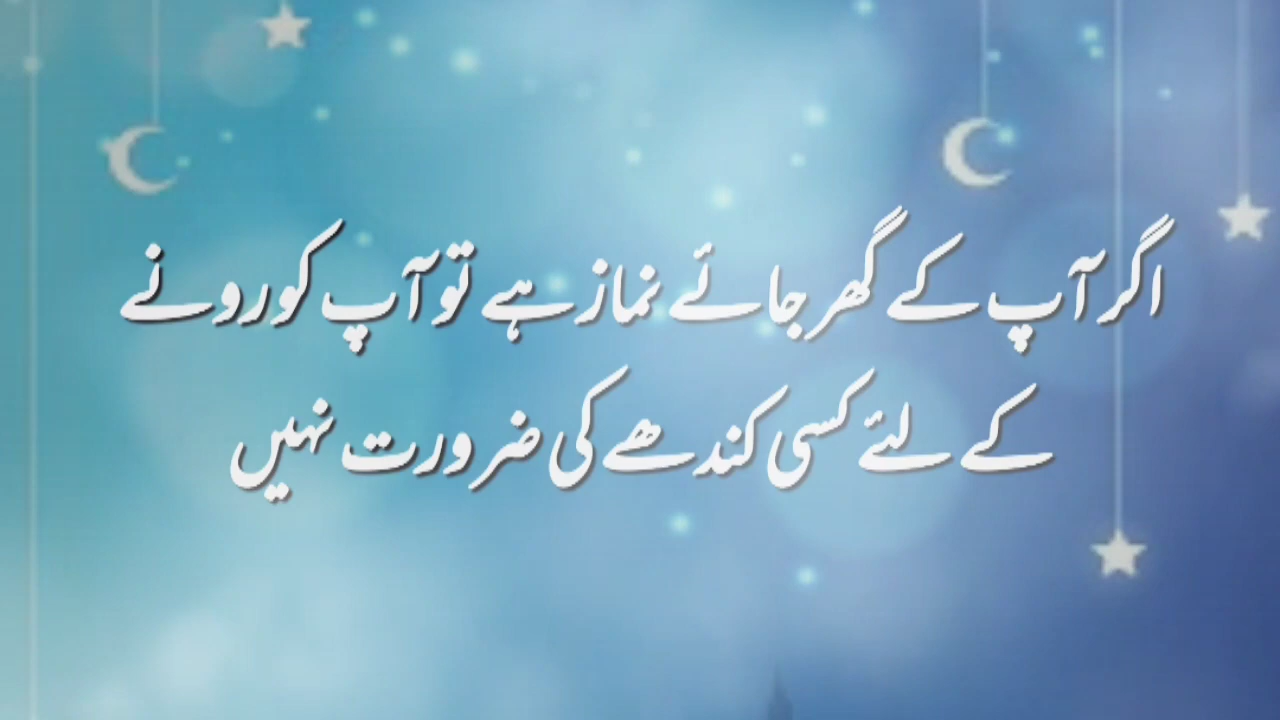 اگر آپ کے گھر جائے نماز ہے تو آپ کو رونے
کے لئے کسی کندھے کی ضرورت نہیں